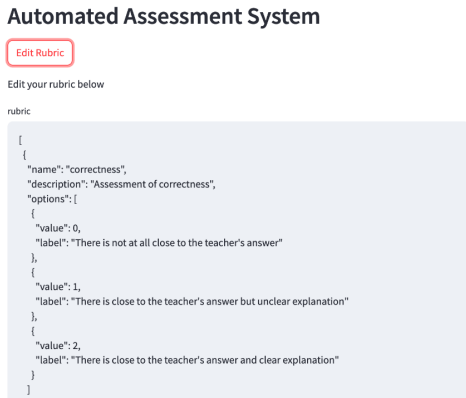 Automated Assessment System
Edit Rubric
Edit your rubric below
rubric
[
{
"name": "correctness",
"description": "Assessment of correctness",
"options": [
{
"value": 0,
"label": "There is not at all close to the teacher's answer"
},
{
"value": 1,
"label": "There is close to the teacher's answer but unclear explanation"
},
{
"value": 2,
"label": "There is close to the teacher's answer and clear explanation"
}
]